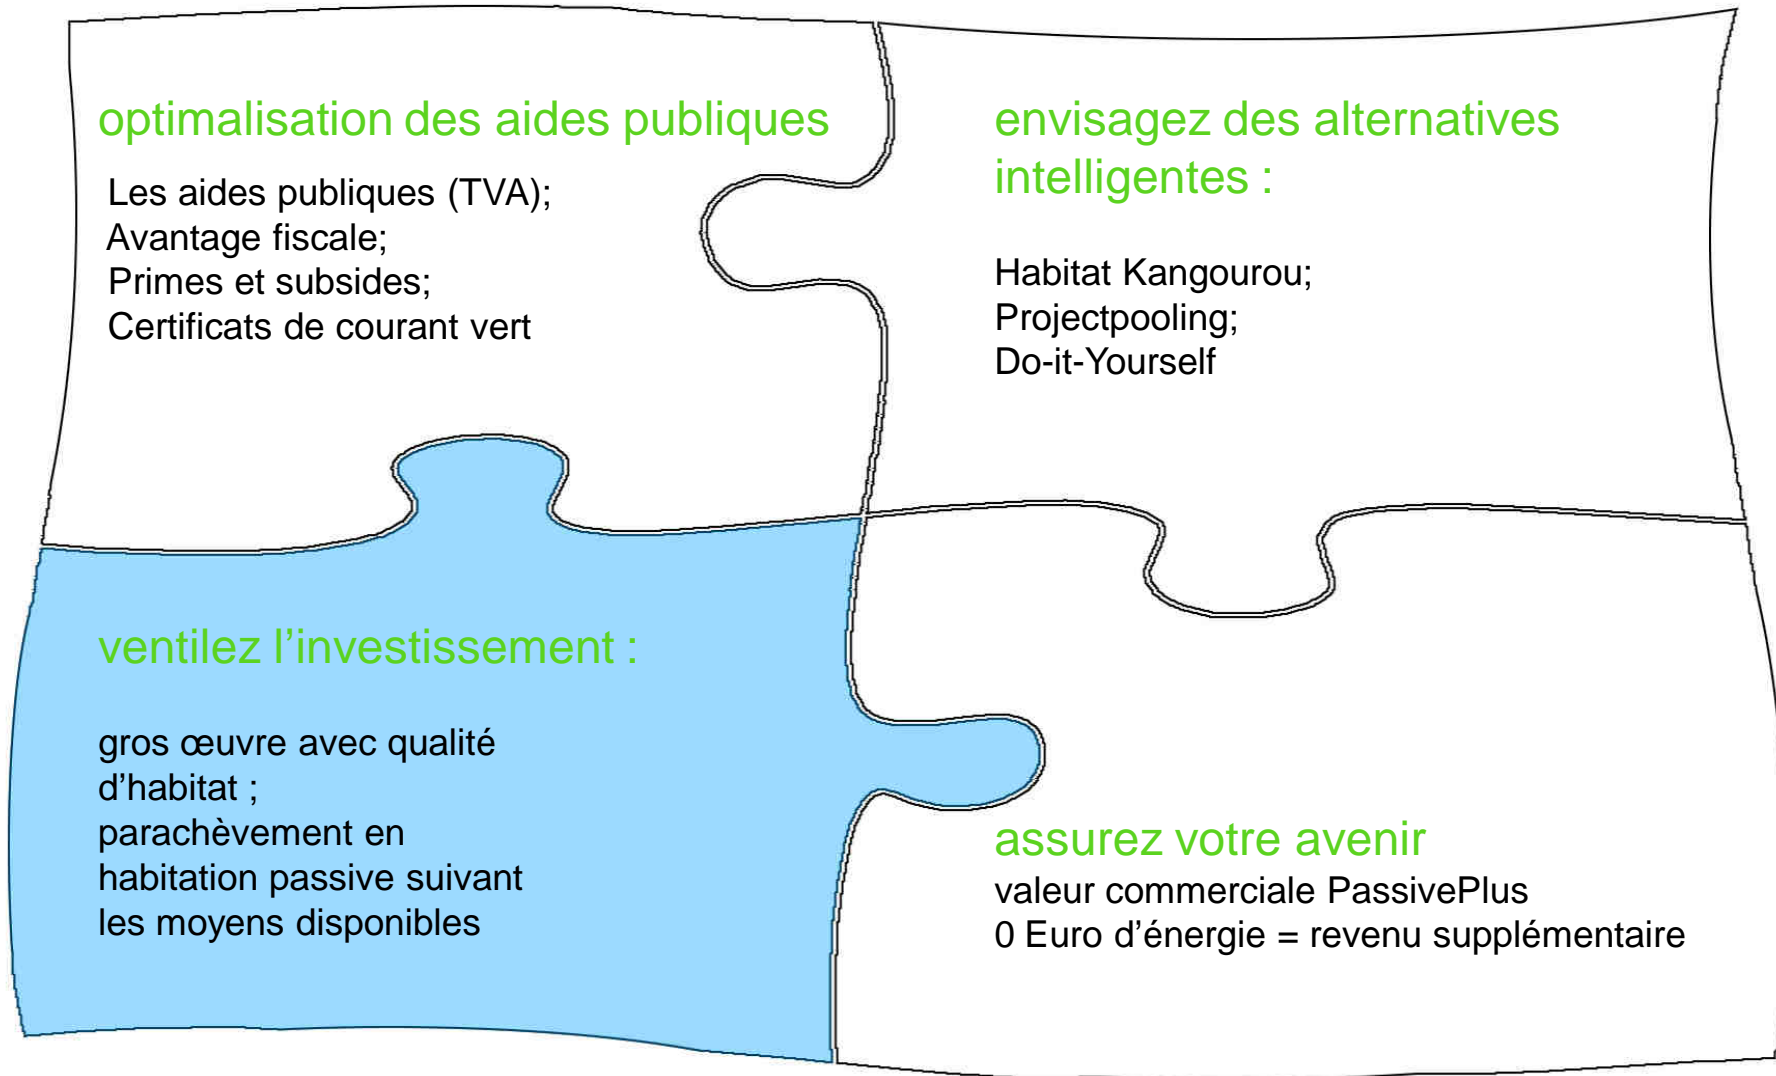 optimalisation des aides publiques
Les aides publiques (TVA);
Avantage fiscale;
Primes et subsides;
Certificats de courant vert
envisagez des alternatives
intelligentes :
Habitat Kangourou;
Projectpooling;
Do-it-Yourself
ventilez l’investissement :
gros œuvre avec qualité
d’habitat ;
parachèvement en
habitation passive suivant
les moyens disponibles
assurez votre avenir
valeur commerciale PassivePlus
0 Euro d’énergie = revenu supplémentaire